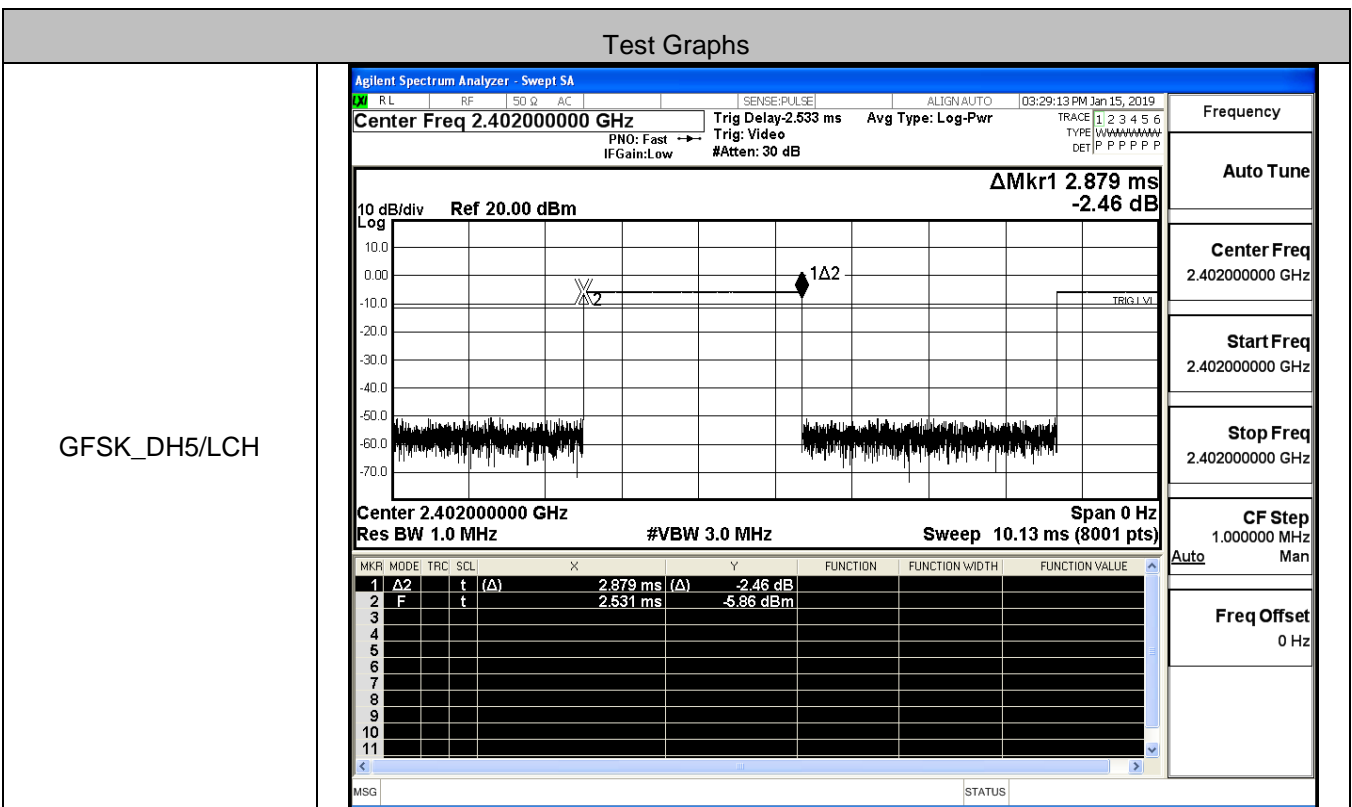 Test Graphs
GFSK_DH5/LCH
Agilent Spectrum Analyzer - Swept SA
LXI RL RF 50 Ω AC SENSE:PULSE ALIGN AUTO 03:29:13 PM Jan 15, 2019
Center Freq 2.402000000 GHz
PNO: Fast
IFGain:Low
Trig Delay-2.533 ms
Trig: Video
#Atten: 30 dB
Avg Type: Log-Pwr
TRACE 1 2 3 4 5 6
TYPE
DET P P P P P P
ΔMkr1 2.879 ms
-2.46 dB
10 dB/div Ref 20.00 dBm
Log
10.0
0.00
-10.0
-20.0
-30.0
-40.0
-50.0
-60.0
-70.0
1Δ2
2
TRIG LVL
Center 2.402000000 GHz Span 0 Hz
Res BW 1.0 MHz #VBW 3.0 MHz Sweep 10.13 ms (8001 pts)
MKR MODE TRC SCL X Y FUNCTION FUNCTION WIDTH FUNCTION VALUE
1 Δ2 t (Δ) 2.879 ms (Δ) -2.46 dB
2 F t 2.531 ms -5.86 dBm
3
4
5
6
7
8
9
10
11
MSG STATUS
Frequency
Auto Tune
Center Freq
2.402000000 GHz
Start Freq
2.402000000 GHz
Stop Freq
2.402000000 GHz
CF Step
1.000000 MHz
Auto Man
Freq Offset
0 Hz